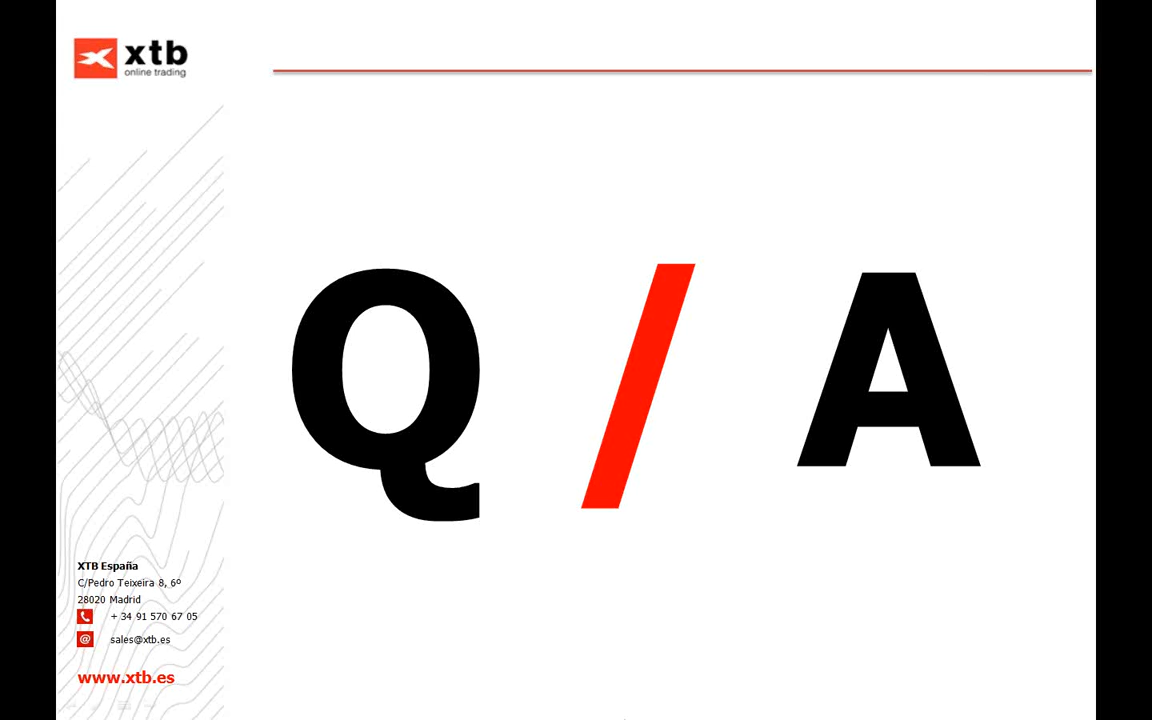 xtb
online trading
Q / A
XTB España
C/Pedro Teixeira 8, 6º
28020 Madrid
+ 34 91 570 67 05
@ sales@xtb.es
www.xtb.es